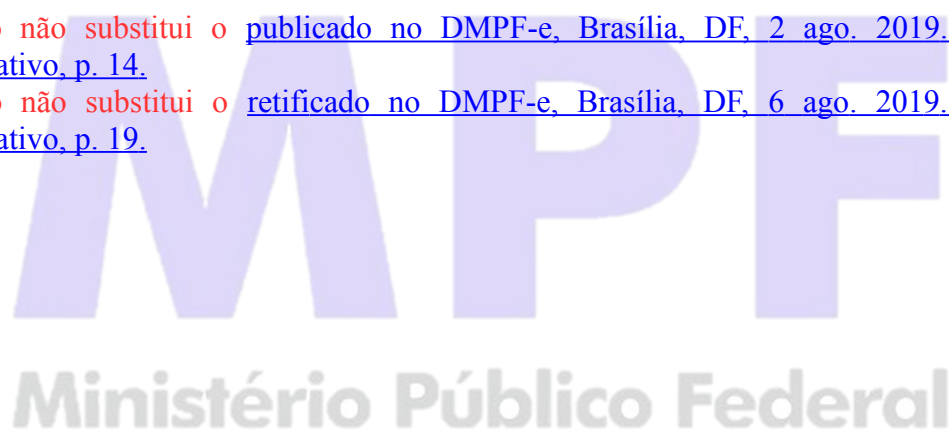 não substitui o publicado no DMPF-e, Brasília, DF, 2 ago. 2019.
ativo, p. 14.
não substitui o retificado no DMPF-e, Brasília, DF, 6 ago. 2019.
ativo, p. 19.
MPF
Ministério Público Federal